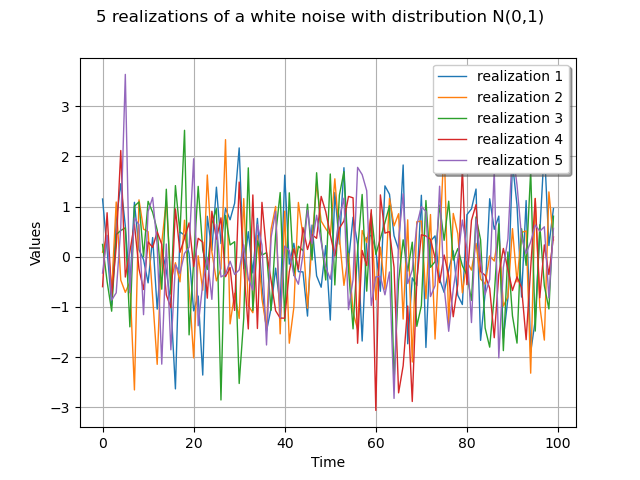 5 realizations of a white noise with distribution N(0,1)
realization 1
realization 2
realization 3
realization 4
realization 5
3
2
1
0
−1
−2
−3
Values
0
20
40
60
80
100
Time